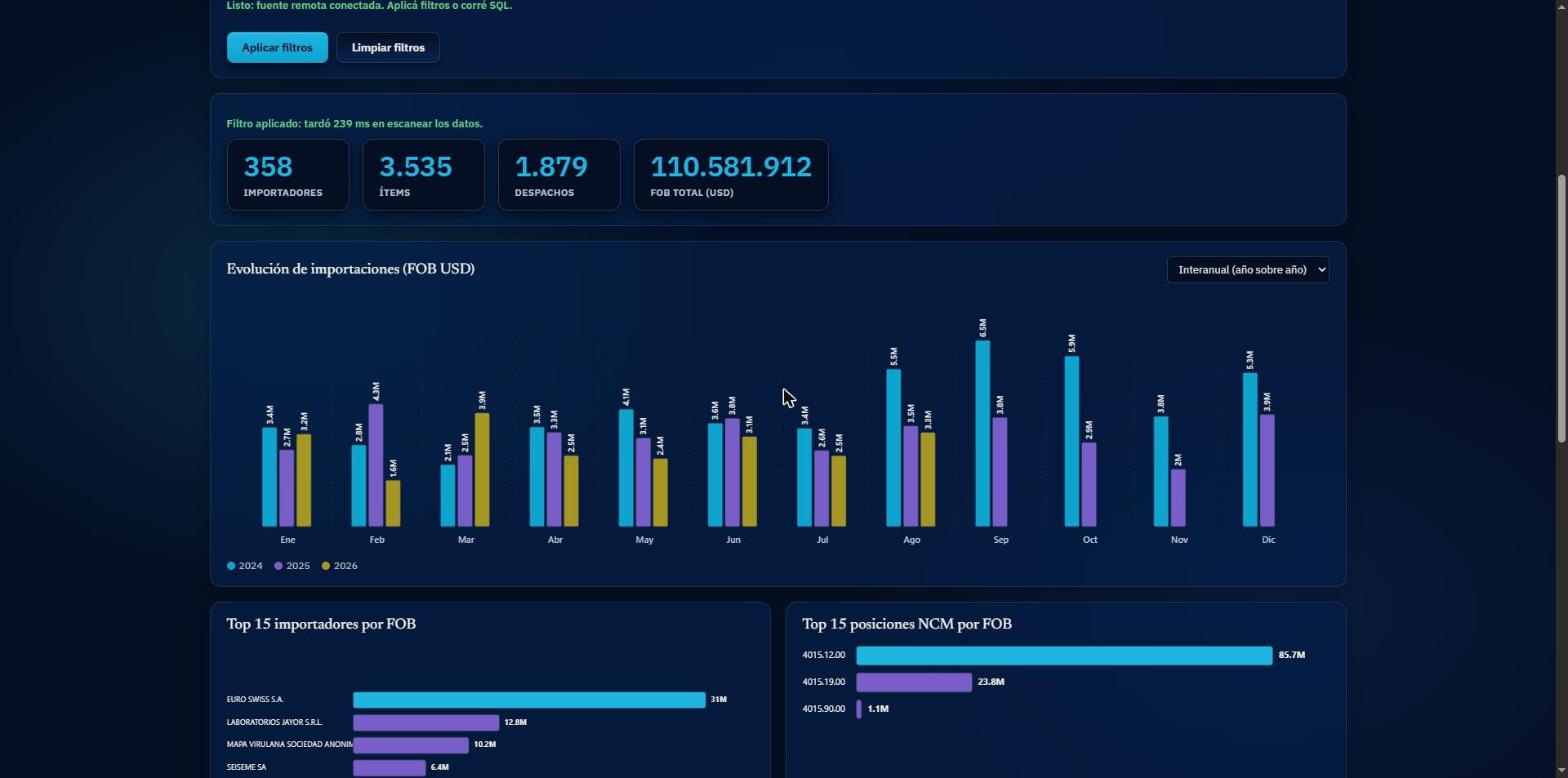 Listo: fuente remota conectada. Aplicá filtros o corré SQL.
Aplicar filtros
Limpiar filtros
Filtro aplicado: tardó 239 ms en escanear los datos.
358
IMPORTADORES
3.535
ÍTEMS
1.879
DESPACHOS
110.581.912
FOB TOTAL (USD)
Evolución de importaciones (FOB USD)
Interanual (año sobre año)
3.4M 2.7M 3.2M
2.8M 4.3M 1.6M
2.1M 2.5M 3.9M
3.5M 3.3M 2.5M
4.1M 3.1M 2.4M
3.6M 3.8M 3.1M
3.4M 2.6M 2.5M
5.5M 3.5M 3.3M
6.5M 3.8M
5.9M 2.9M
3.8M 2M
5.3M 3.9M
Ene Feb Mar Abr May Jun Jul Ago Sep Oct Nov Dic
2024 2025 2026
Top 15 importadores por FOB
EURO SWISS S.A. 31M
LABORATORIOS JAYOR S.R.L. 12.8M
MAPA VIRULANA SOCIEDAD ANONIM 10.2M
SEISEME SA 6.4M
Top 15 posiciones NCM por FOB
4015.12.00 85.7M
4015.19.00 23.8M
4015.90.00 1.1M